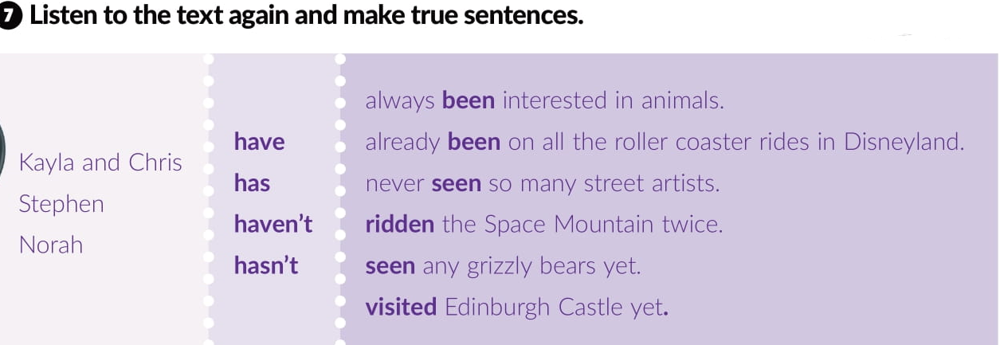 7 Listen to the text again and make true sentences.
Kayla and Chris
Stephen
Norah
have
has
haven't
hasn't
always been interested in animals.
already been on all the roller coaster rides in Disneyland.
never seen so many street artists.
ridden the Space Mountain twice.
seen any grizzly bears yet.
visited Edinburgh Castle yet.